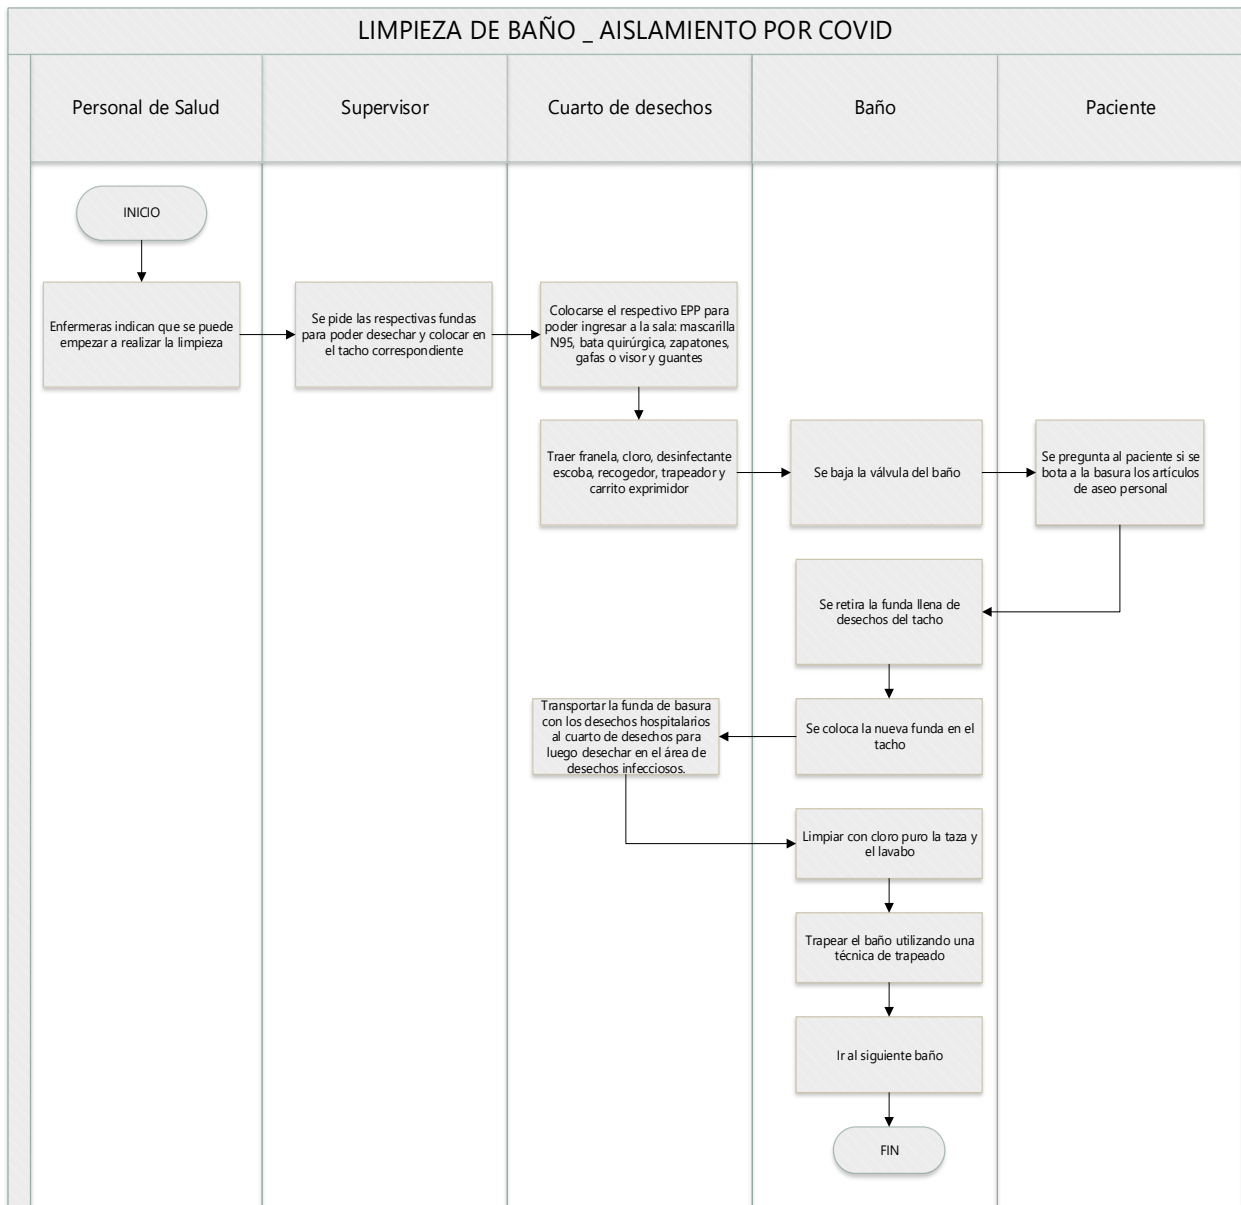 LIMPIEZA DE BAÑO _ AISLAMIENTO POR COVID
Personal de Salud
Supervisor
Cuarto de desechos
Baño
Paciente
INICIO
Enfermeras indican que se puede
empezar a realizar la limpieza
Se pide las respectivas fundas
para poder desechar y colocar en
el tacho correspondiente
Colocarse el respectivo EPP para
poder ingresar a la sala: mascarilla
N95, bata quirúrgica, zapatones,
gafas o visor y guantes
Traer franela, cloro, desinfectante
escoba, recogedor, trapeador y
carrito exprimidor
Se baja la válvula del baño
Se pregunta al paciente si se
bota a la basura los artículos
de aseo personal
Se retira la funda llena de
desechos del tacho
Se coloca la nueva funda en el
tacho
Transportar la funda de basura
con los desechos hospitalarios
al cuarto de desechos para
luego desechar en el área de
desechos infecciosos.
Limpiar con cloro puro la taza y
el lavabo
Trapear el baño utilizando una
técnica de trapeado
Ir al siguiente baño
FIN